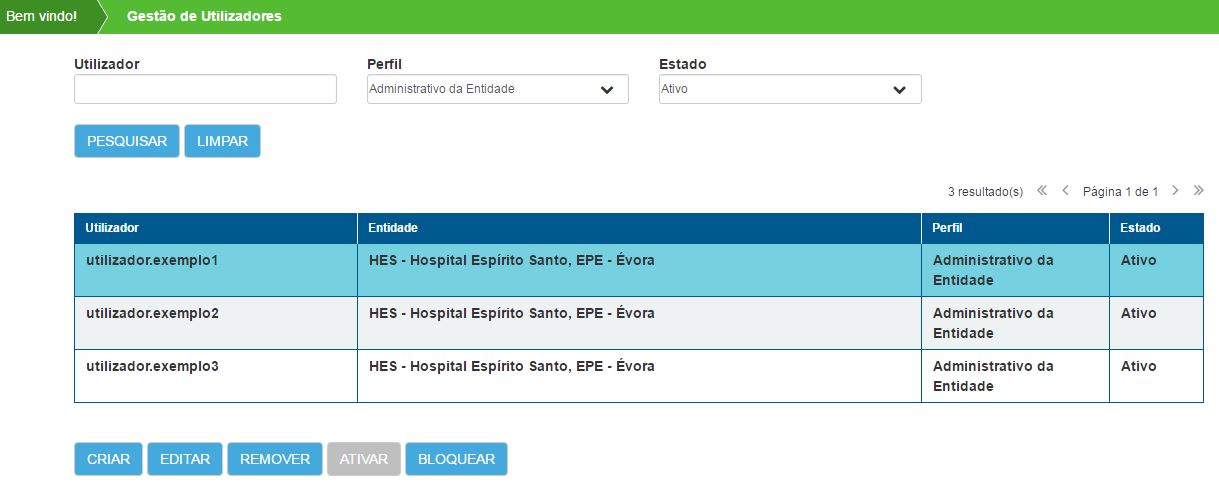 Bem vindo! Gestão de Utilizadores
Utilizador Perfil Estado
Administrativo da Entidade Ativo
PESQUISAR LIMPAR
3 resultado(s) Página 1 de 1
Utilizador Entidade Perfil Estado
utilizador.exemplo1 HES - Hospital Espírito Santo, EPE - Évora Administrativo da Ativo
Entidade
utilizador.exemplo2 HES - Hospital Espírito Santo, EPE - Évora Administrativo da Ativo
Entidade
utilizador.exemplo3 HES - Hospital Espírito Santo, EPE - Évora Administrativo da Ativo
Entidade
CRIAR EDITAR REMOVER ATIVAR BLOQUEAR